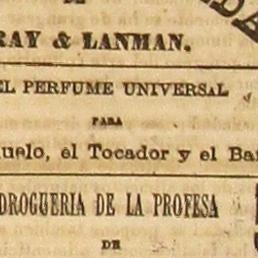 RAY & LANMAN.
EL PERFUME UNIVERSAL
PARA
uelo, el Tocador y el Ba
DROGUERIA DE LA PROFESA
DE